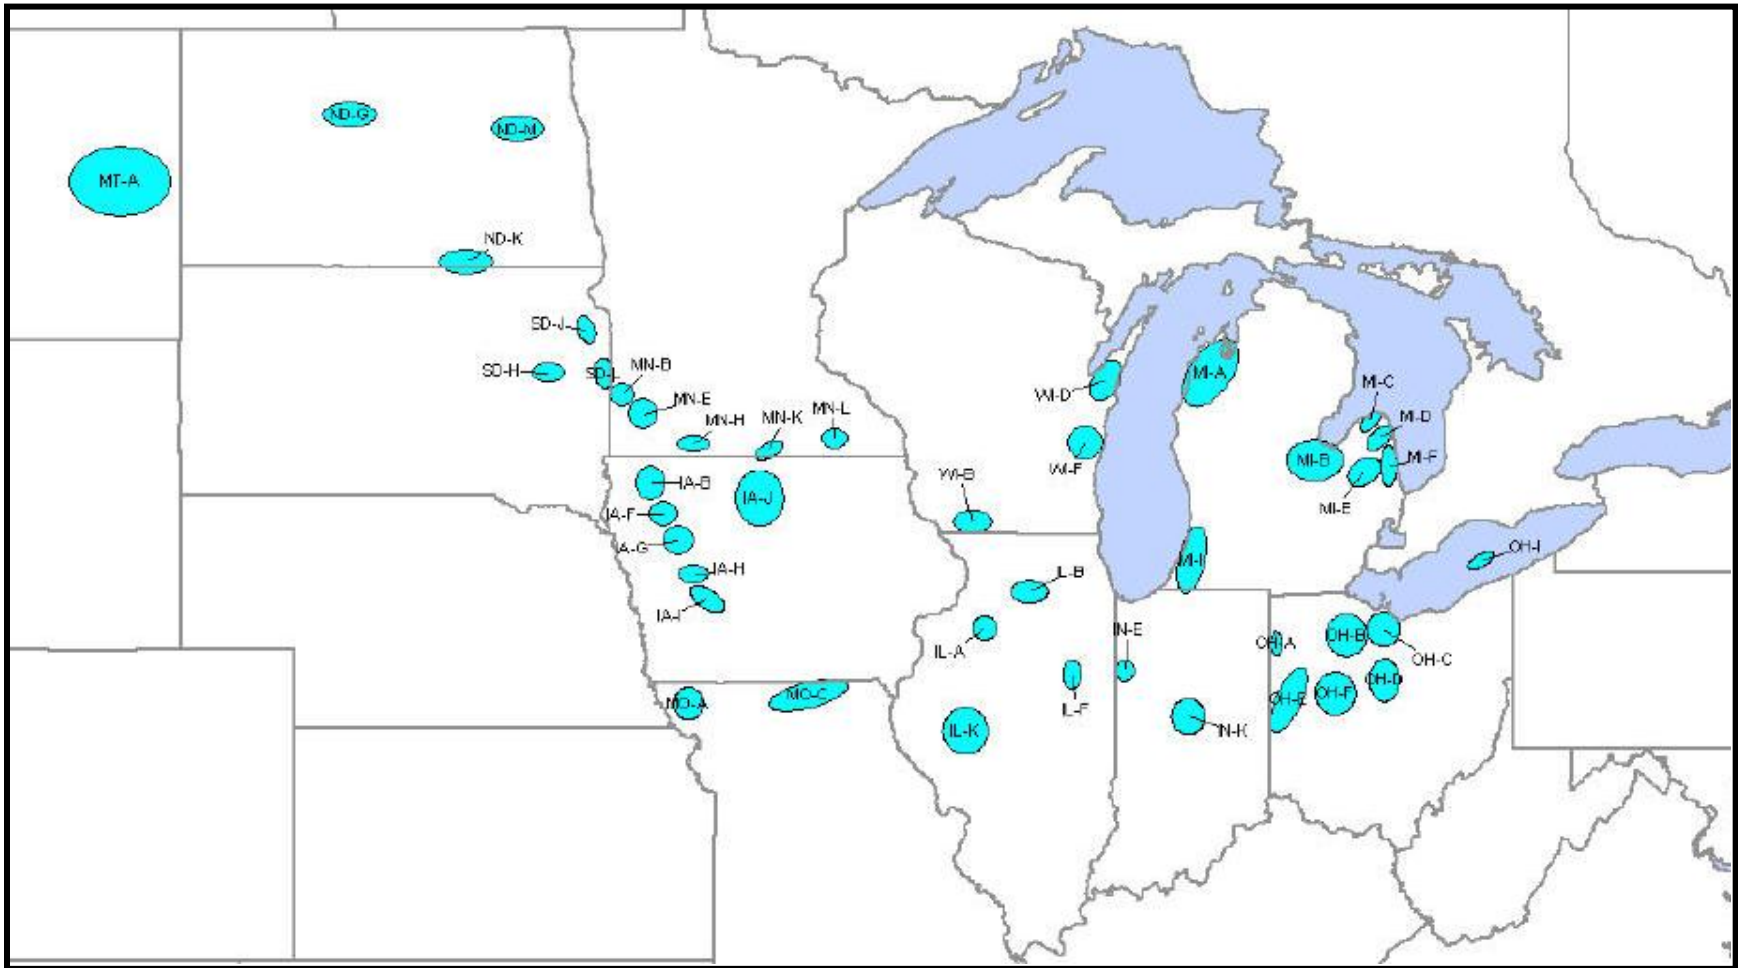 ND-G
ND-M
MT-A
ND-K
SD-J
SD-H
SD-L
MN-B
MN-E
MN-H
MN-K
MN-L
WI-D
MI-A
MI-C
MI-D
MI-B
MI-F
MI-E
WI-F
WI-B
IA-B
IA-J
IA-F
IA-G
IA-H
IA-I
MI-I
OH-I
IL-B
IL-A
IN-E
OH-A
OH-B
OH-C
IL-F
OH-D
OH-E
OH-F
MO-A
MO-C
IL-K
IN-K